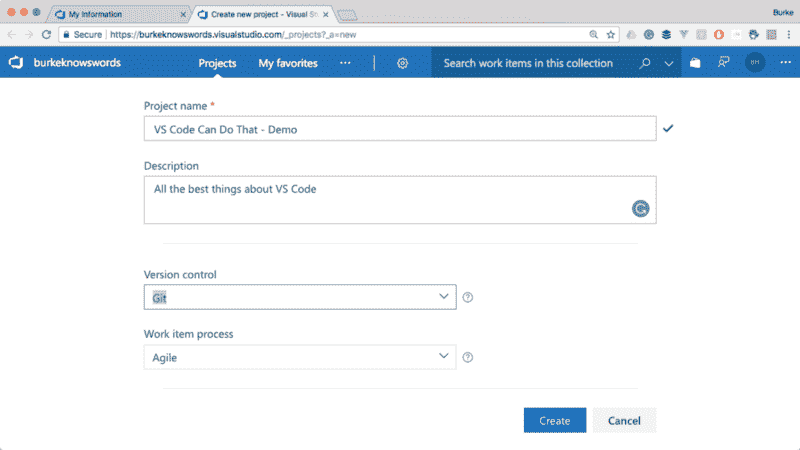 My Information
Create new project - Visual St
Burke
Secure https://burkeknowswords.visualstudio.com/_projects?_a=new
burkeknowswords Projects My favorites ... Search work items in this collection BH ...
Project name *
VS Code Can Do That - Demo
Description
All the best things about VS Code
Version control
Git
Work item process
Agile
Create Cancel